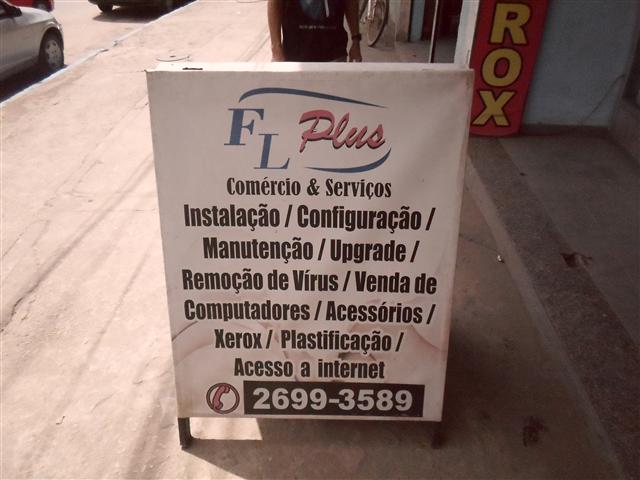 FL Plus
Comércio & Serviços
Instalação / Configuração /
Manutenção / Upgrade /
Remoção de Vírus / Venda de
Computadores / Acessórios /
Xerox / Plastificação /
Acesso a internet
2699-3589
ROX